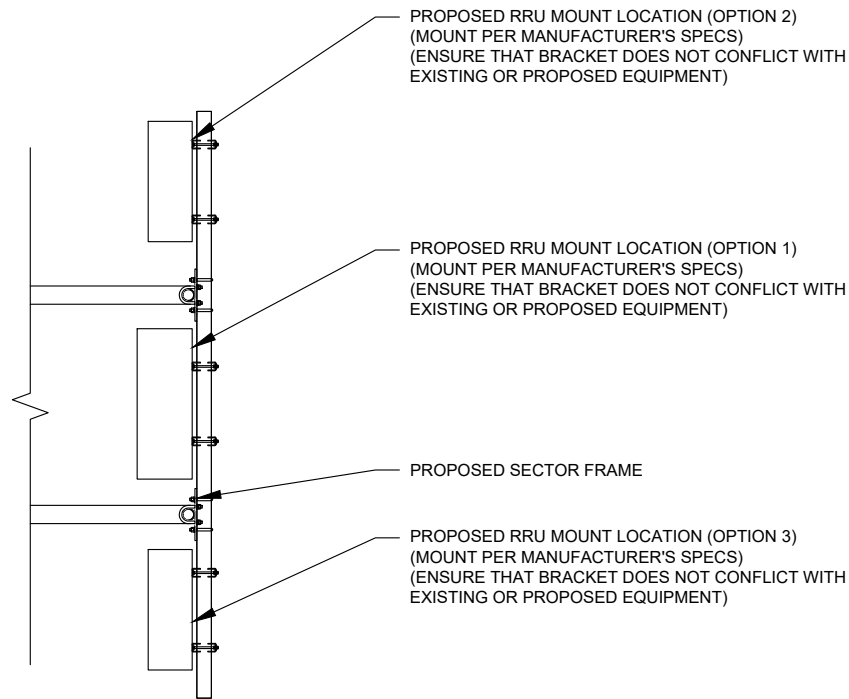 PROPOSED RRU MOUNT LOCATION (OPTION 2)
(MOUNT PER MANUFACTURER'S SPECS)
(ENSURE THAT BRACKET DOES NOT CONFLICT WITH
EXISTING OR PROPOSED EQUIPMENT)
PROPOSED RRU MOUNT LOCATION (OPTION 1)
(MOUNT PER MANUFACTURER'S SPECS)
(ENSURE THAT BRACKET DOES NOT CONFLICT WITH
EXISTING OR PROPOSED EQUIPMENT)
PROPOSED SECTOR FRAME
PROPOSED RRU MOUNT LOCATION (OPTION 3)
(MOUNT PER MANUFACTURER'S SPECS)
(ENSURE THAT BRACKET DOES NOT CONFLICT WITH
EXISTING OR PROPOSED EQUIPMENT)